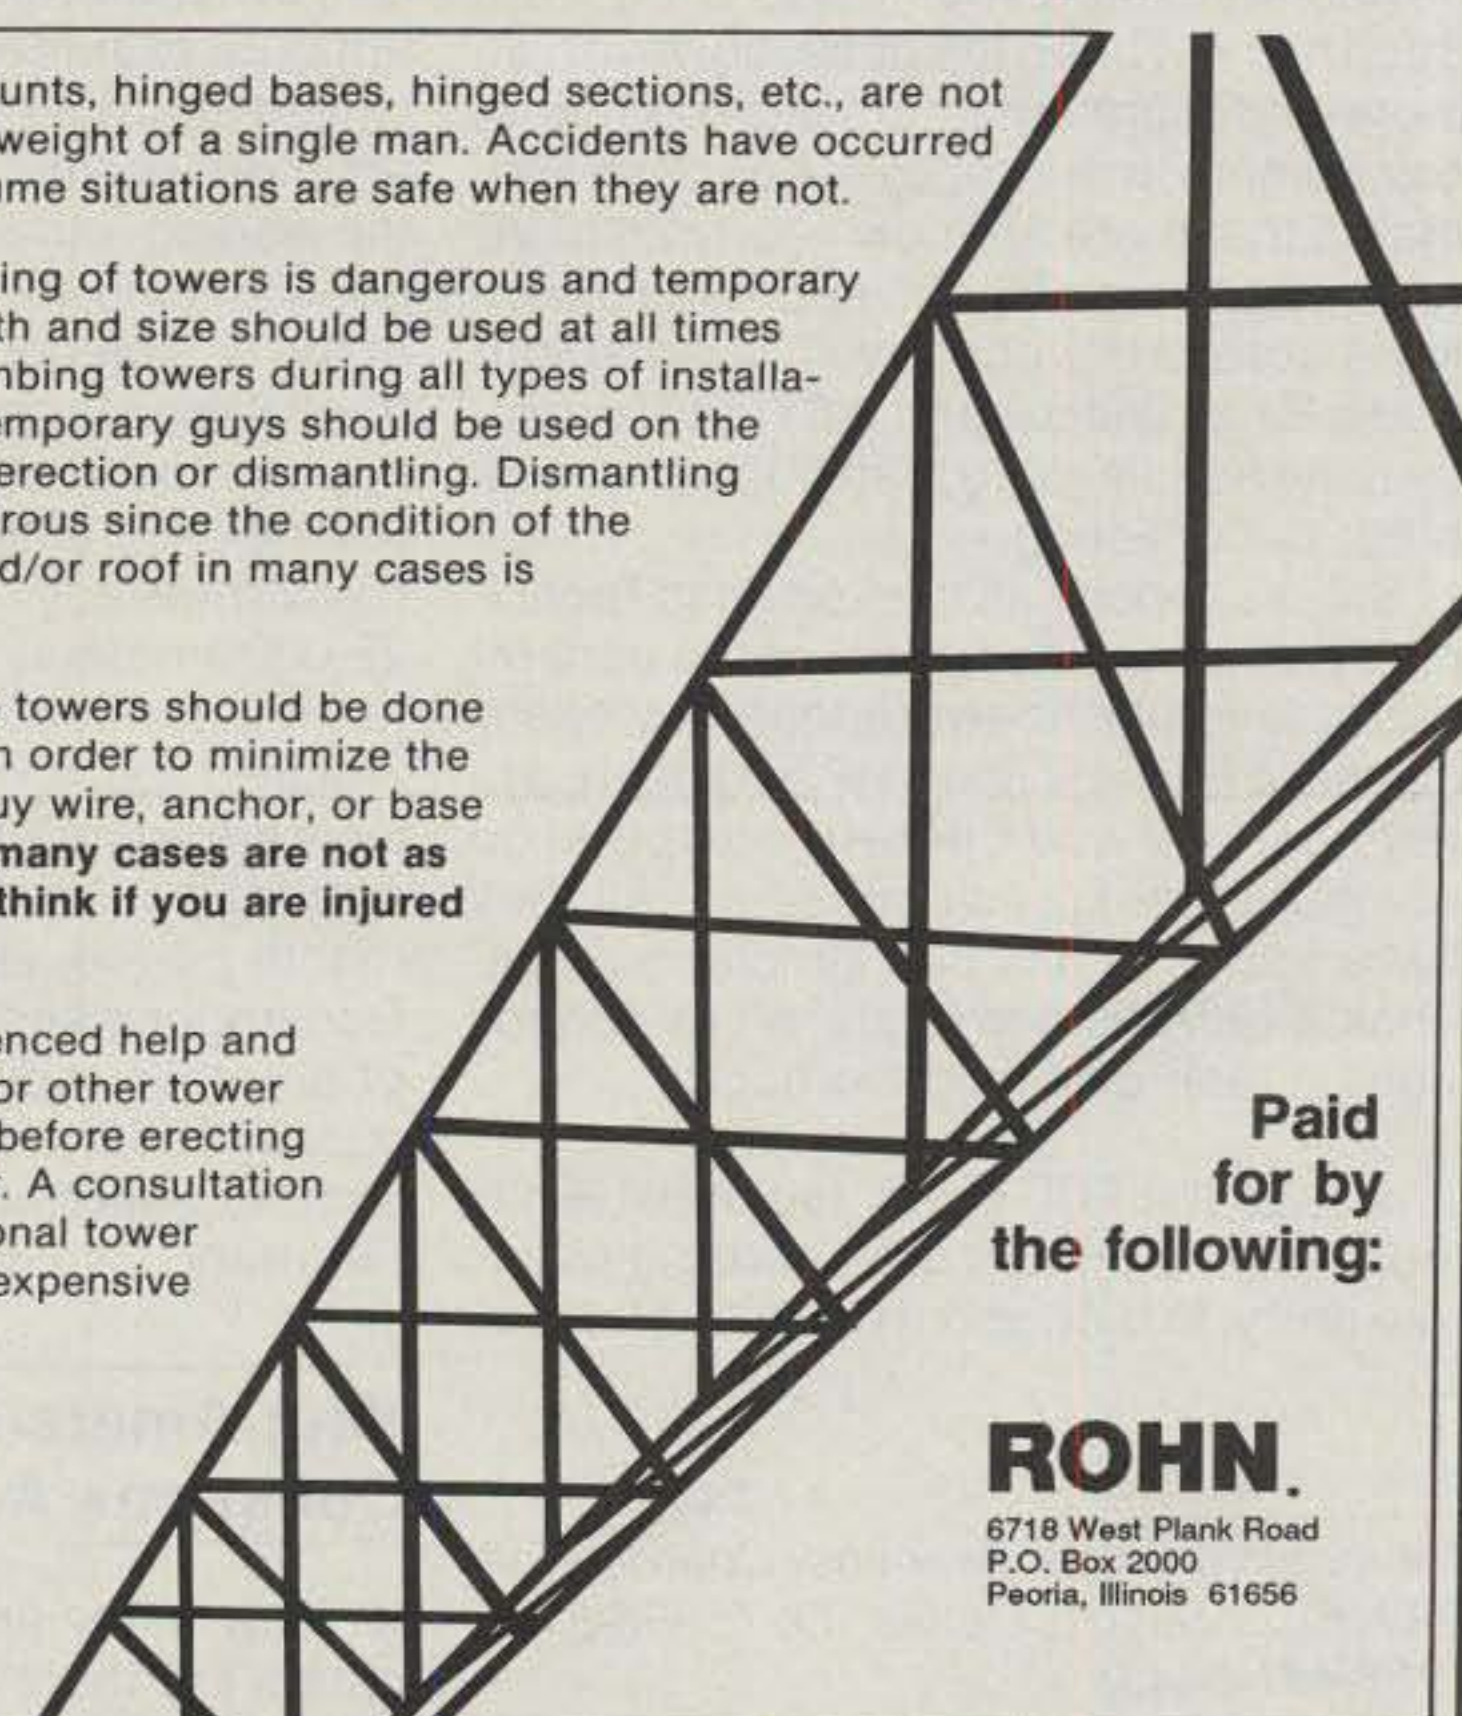 unts, hinged bases, hinged sections, etc., are not
weight of a single man. Accidents have occurred
ume situations are safe when they are not.
ing of towers is dangerous and temporary
th and size should be used at all times
nbing towers during all types of installa-
emporary guys should be used on the
erection or dismantling. Dismantling
rous since the condition of the
d/or roof in many cases is
towers should be done
n order to minimize the
uy wire, anchor, or base
many cases are not as
think if you are injured
enced help and
or other tower
before erecting
. A consultation
onal tower
expensive
Paid
for by
the following:
ROHN.
6718 West Plank Road
P.O. Box 2000
Peoria, Illinois 61656